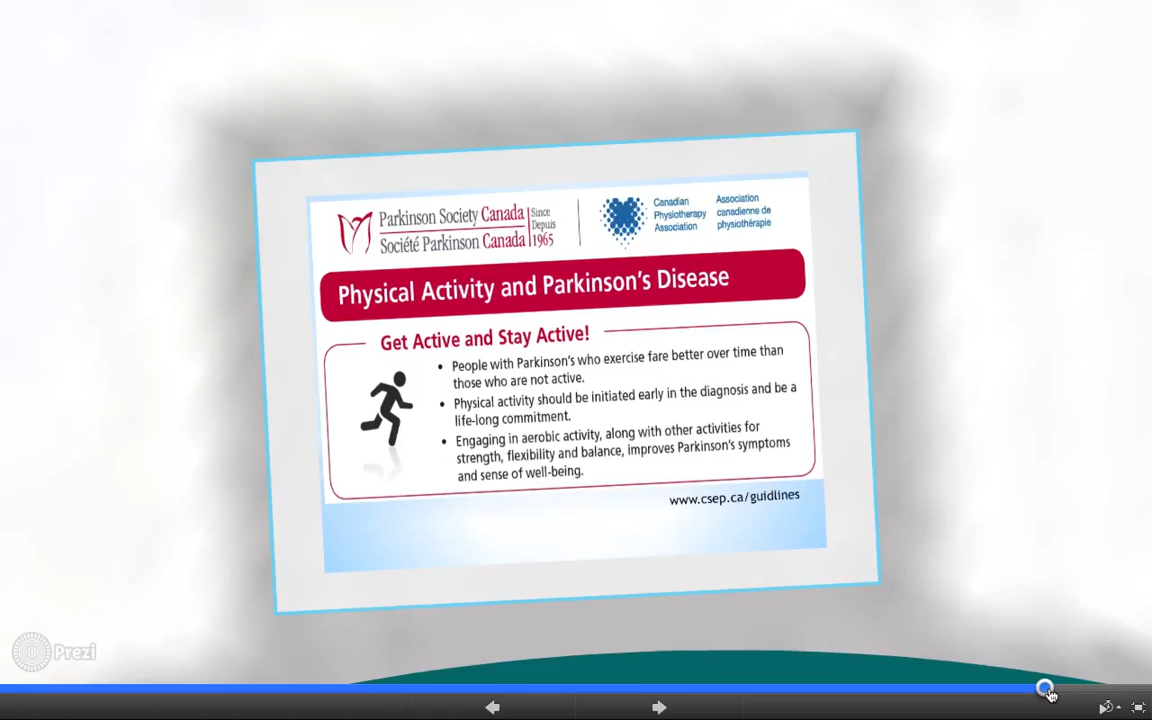 Parkinson Society Canada
Société Parkinson Canada
Since
Depuis
1965
Canadian
Physiotherapy
Association
Association
canadienne de
physiothérapie
Physical Activity and Parkinson's Disease
Get Active and Stay Active!
• People with Parkinson's who exercise fare better over time than
those who are not active.
• Physical activity should be initiated early in the diagnosis and be a
life-long commitment.
• Engaging in aerobic activity, along with other activities for
strength, flexibility and balance, improves Parkinson's symptoms
and sense of well-being.
www.csep.ca/guidlines
Prezi